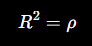 R² = ρ